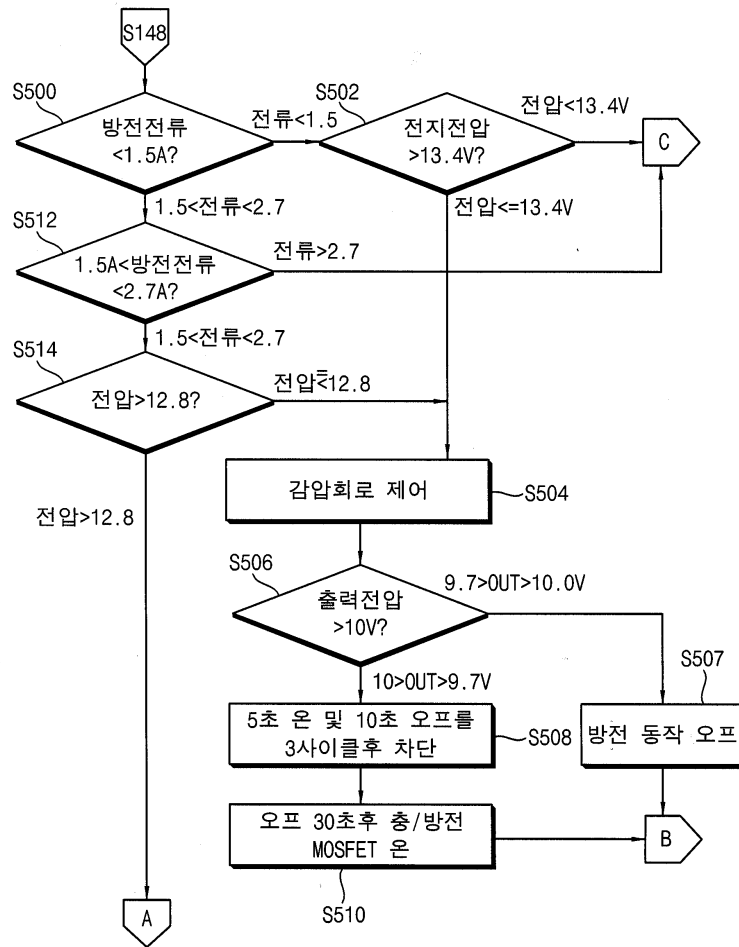 S148
S500
방전전류
<1.5A?
전류<1.5
S502
전지전압
>13.4V?
전압<13.4V
C
1.5<전류<2.7
전압<=13.4V
S512
1.5A<방전전류
<2.7A?
전류>2.7
1.5<전류<2.7
S514
전압>12.8?
전압≦12.8
전압>12.8
감압회로 제어
S504
S506
출력전압
>10V?
9.7>OUT>10.0V
10>OUT>9.7V
S507
5초 온 및 10초 오프를
3사이클후 차단
S508
방전 동작 오프
오프 30초후 충/방전
MOSFET 온
B
S510
A